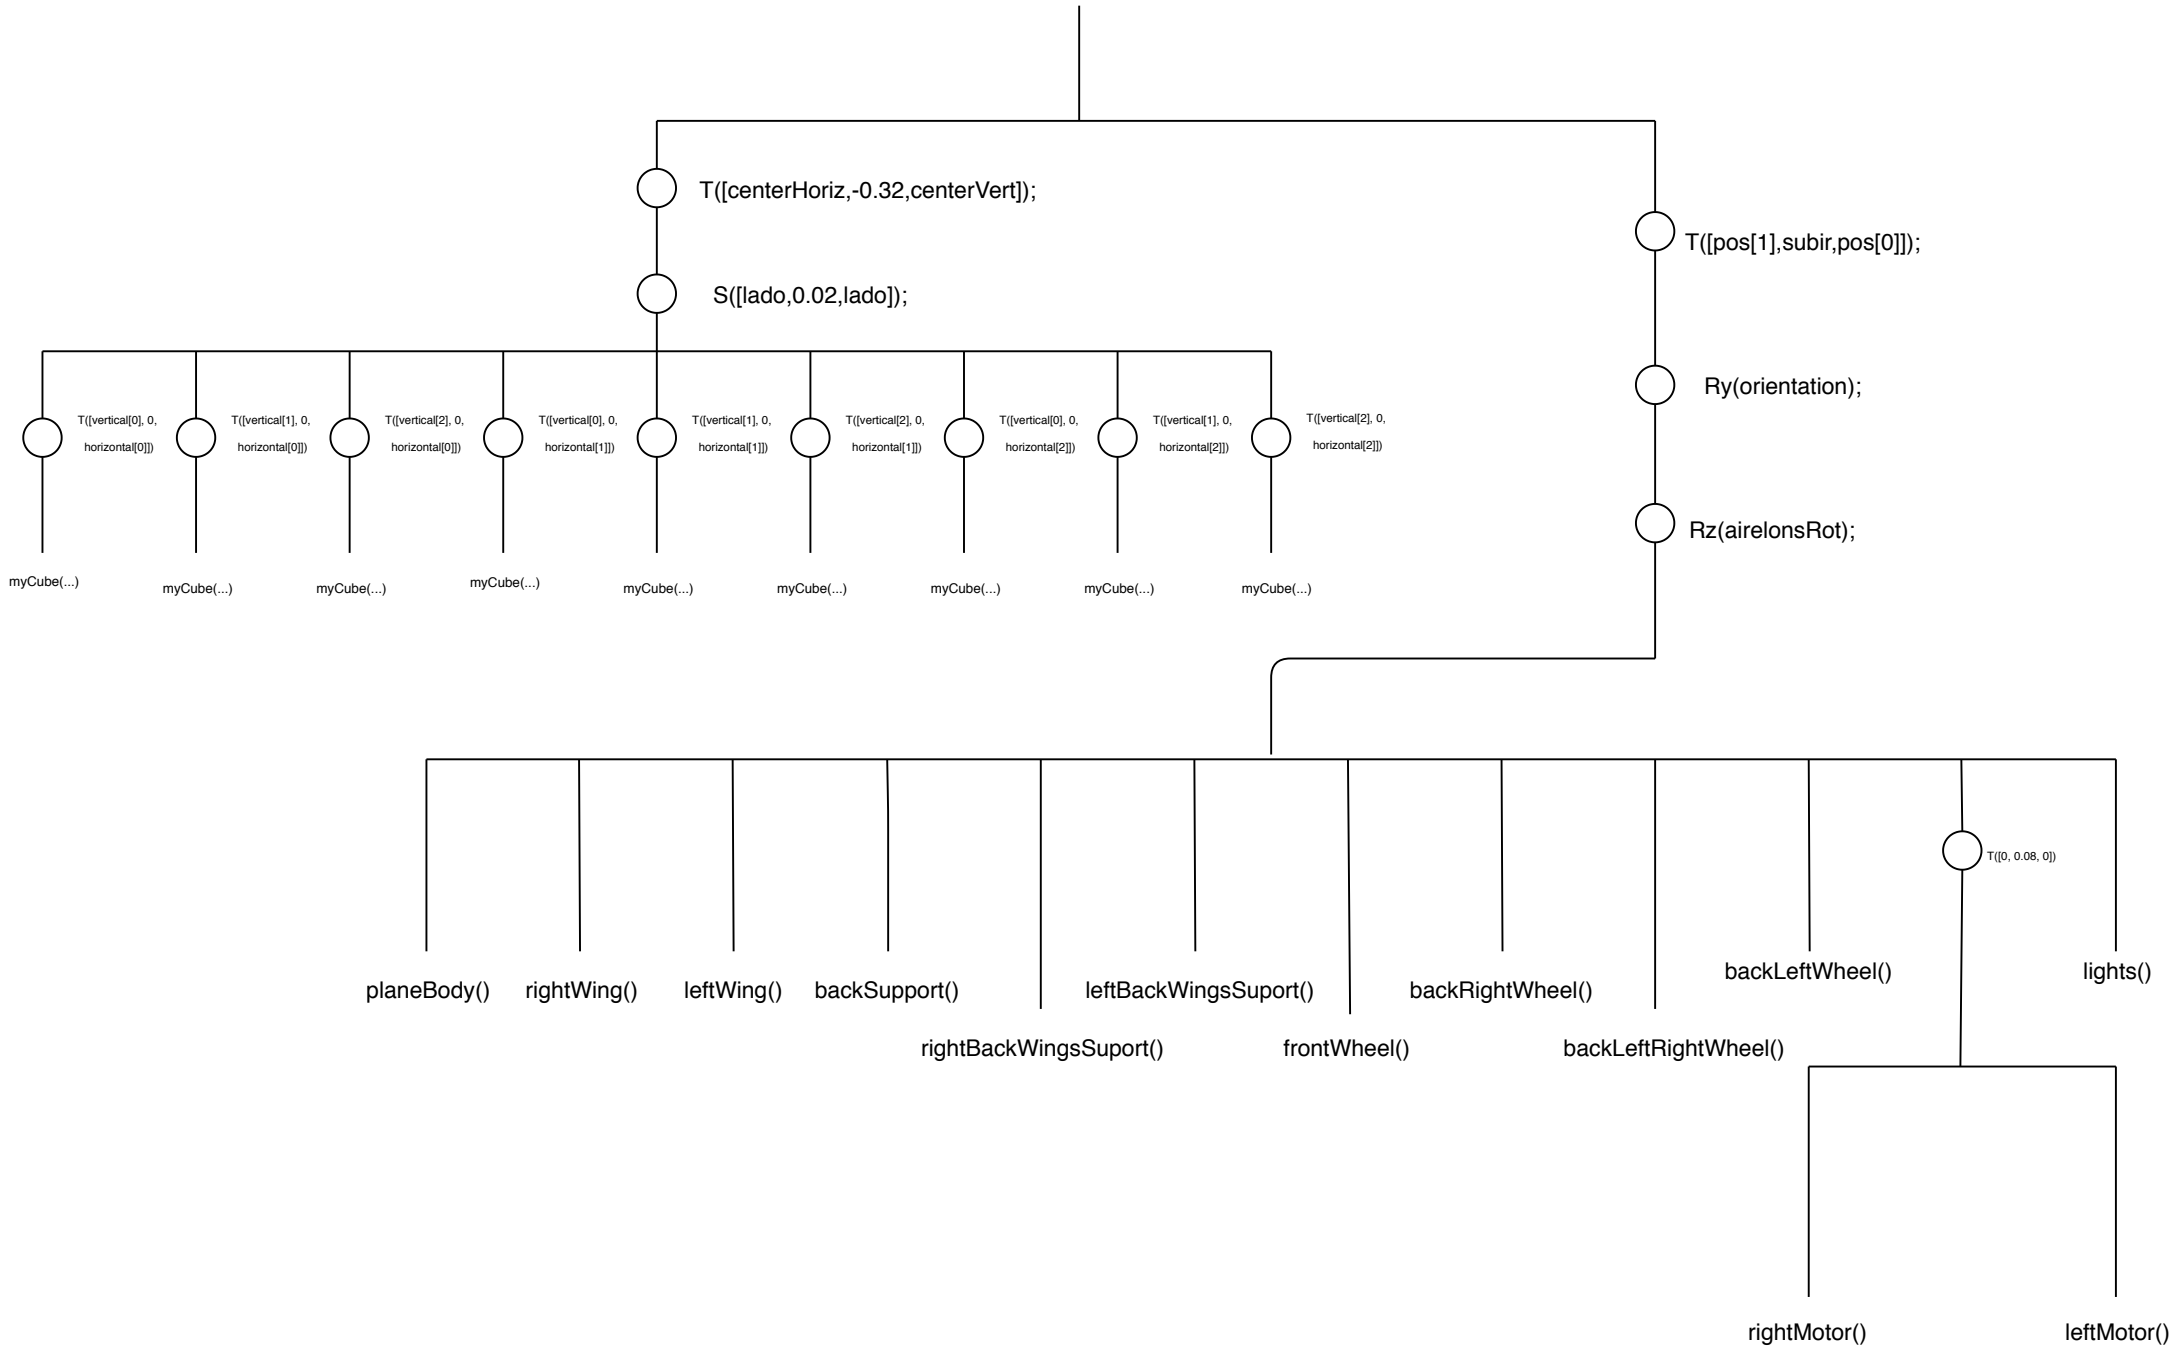 T([centerHoriz,-0.32,centerVert]);
T([pos[1],subir,pos[0]]);
S([lado,0.02,lado]);
Ry(orientation);
T([vertical[0], 0,
horizontal[0]])
T([vertical[1], 0,
horizontal[0]])
T([vertical[2], 0,
horizontal[0]])
T([vertical[0], 0,
horizontal[1]])
T([vertical[1], 0,
horizontal[1]])
T([vertical[2], 0,
horizontal[1]])
T([vertical[0], 0,
horizontal[2]])
T([vertical[1], 0,
horizontal[2]])
T([vertical[2], 0,
horizontal[2]])
Rz(airelonsRot);
myCube(...)
myCube(...)
myCube(...)
myCube(...)
myCube(...)
myCube(...)
myCube(...)
myCube(...)
myCube(...)
T([0, 0.08, 0])
planeBody()
rightWing()
leftWing()
backSupport()
rightBackWingsSuport()
leftBackWingsSuport()
frontWheel()
backRightWheel()
backLeftRightWheel()
backLeftWheel()
lights()
rightMotor()
leftMotor()